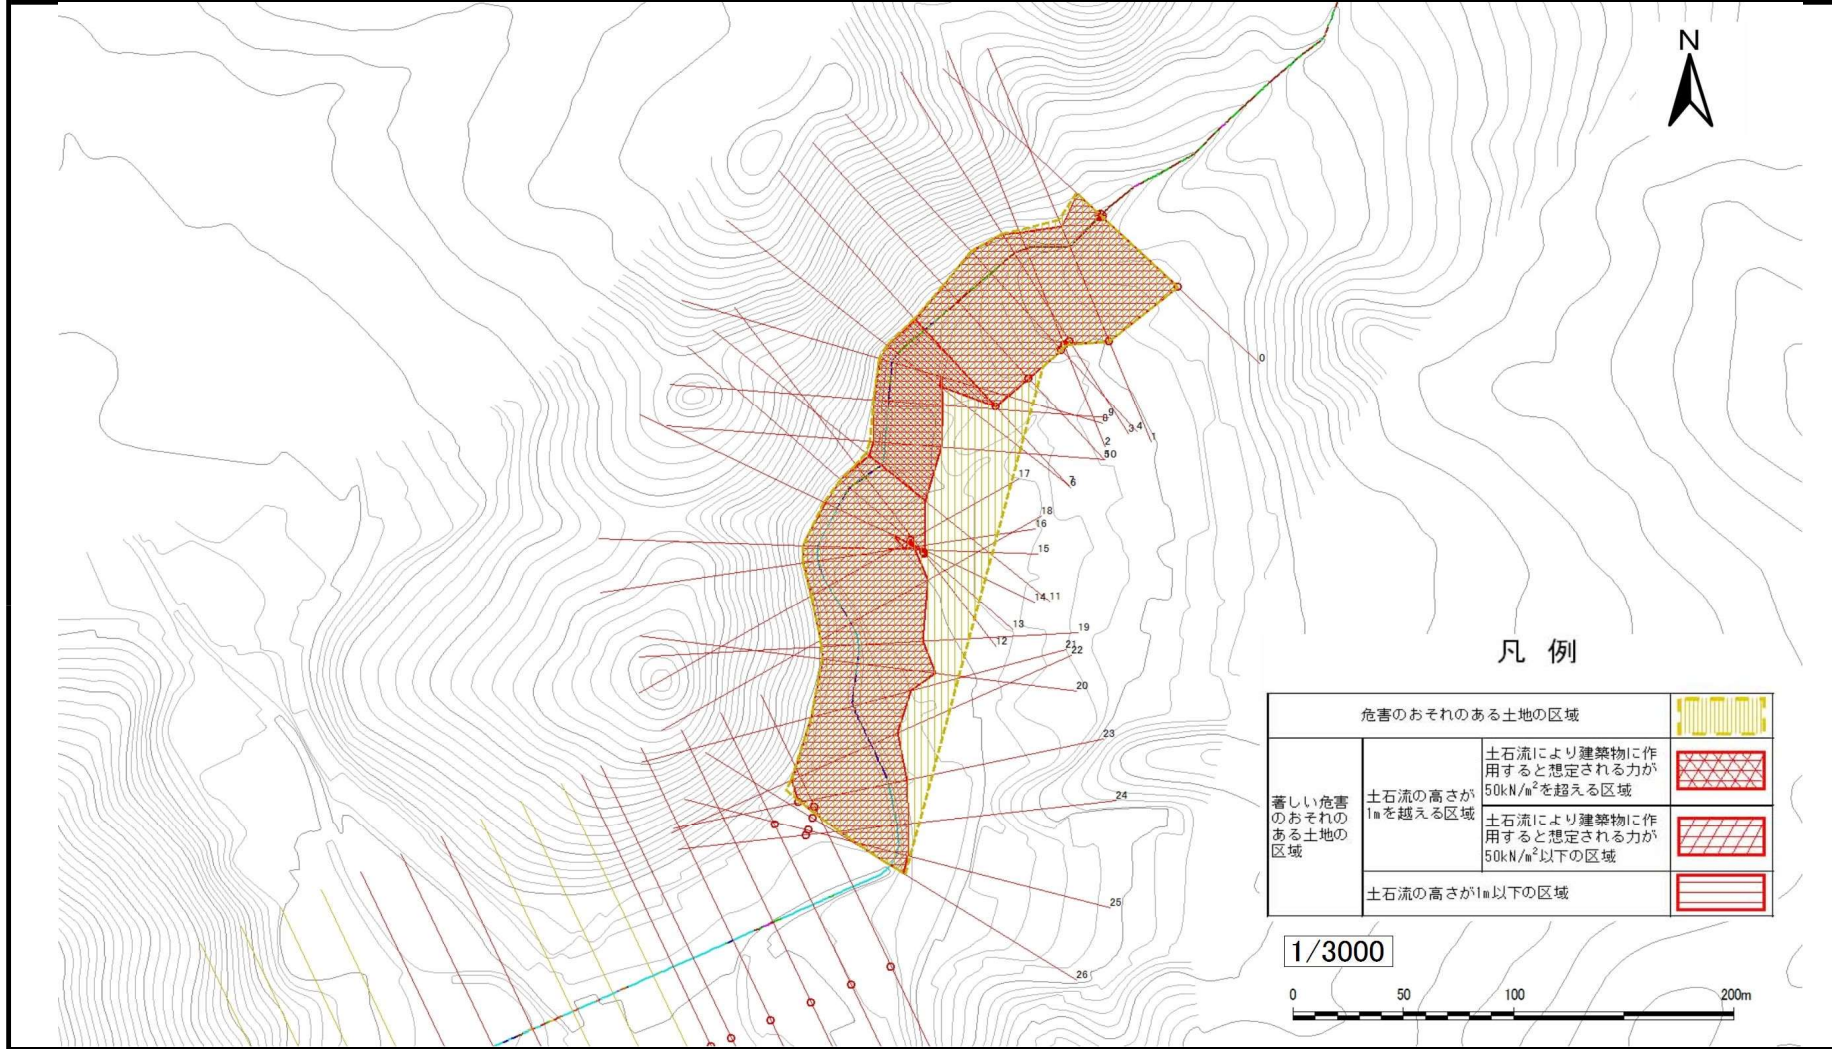 N
0
9
8
3 4
1
2
7
6
17
18
16
15
14 11
13
12
19
21
22
20
23
24
25
26
凡 例
危害のおそれのある土地の区域
著しい危害
のおそれの
ある土地の
区域
土石流の高さが
1mを越える区域
土石流により建築物に作
用すると想定される力が
50kN/m²を超える区域
土石流により建築物に作
用すると想定される力が
50kN/m²以下の区域
土石流の高さが1m以下の区域
1/3000
0 50 100 200m